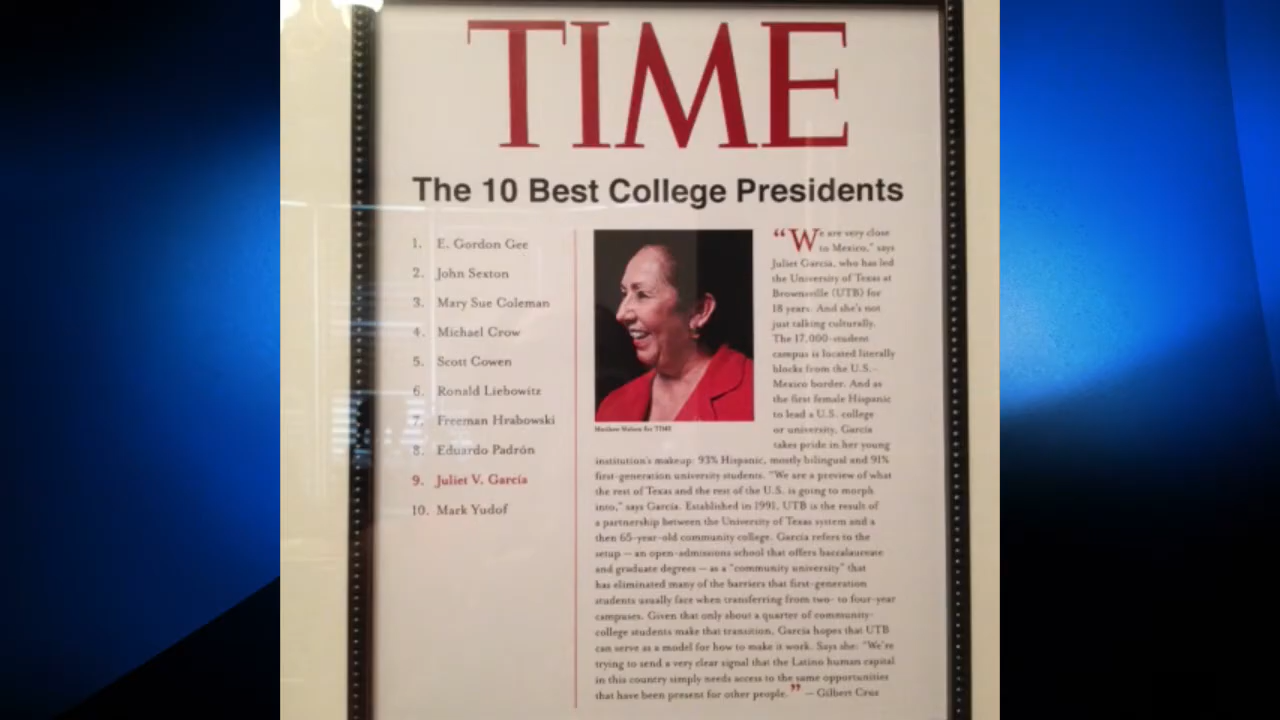 TIME
The 10 Best College Presidents
1. E. Gordon Gee
2. John Sexton
3. Mary Sue Coleman
4. Michael Crow
5. Scott Cowen
6. Ronald Liebowitz
7. Freeman Hrabowski
8. Eduardo Padrón
9. Juliet V. García
10. Mark Yudof
for TIME
“We are very close
to Mexico,” says
Juliet García, who has led
the University of Texas at
Brownsville (UTB) for
18 years. And she's not
just talking culturally.
The 17,000-student
campus is located literally
blocks from the U.S.-
Mexico border. And as
the first female Hispanic
to lead a U.S. college
or university, García
takes pride in her young
institution's makeup: 93% Hispanic, mostly bilingual and 91%
first-generation university students. “We are a preview of what
the rest of Texas and the rest of the U.S. is going to morph
into,” says García. Established in 1991, UTB is the result of
a partnership between the University of Texas system and a
then 65-year-old community college. García refers to the
setup — an open-admissions school that offers baccalaureate
and graduate degrees — as a “community university” that
has eliminated many of the barriers that first-generation
students usually face when transferring from two- to four-year
campuses. Given that only about a quarter of community-
college students make that transition, García hopes that UTB
can serve as a model for how to make it work. Says she: “We're
trying to send a very clear signal that the Latino human capital
in this country simply needs access to the same opportunities
that have been present for other people.” — Gilbert Cruz